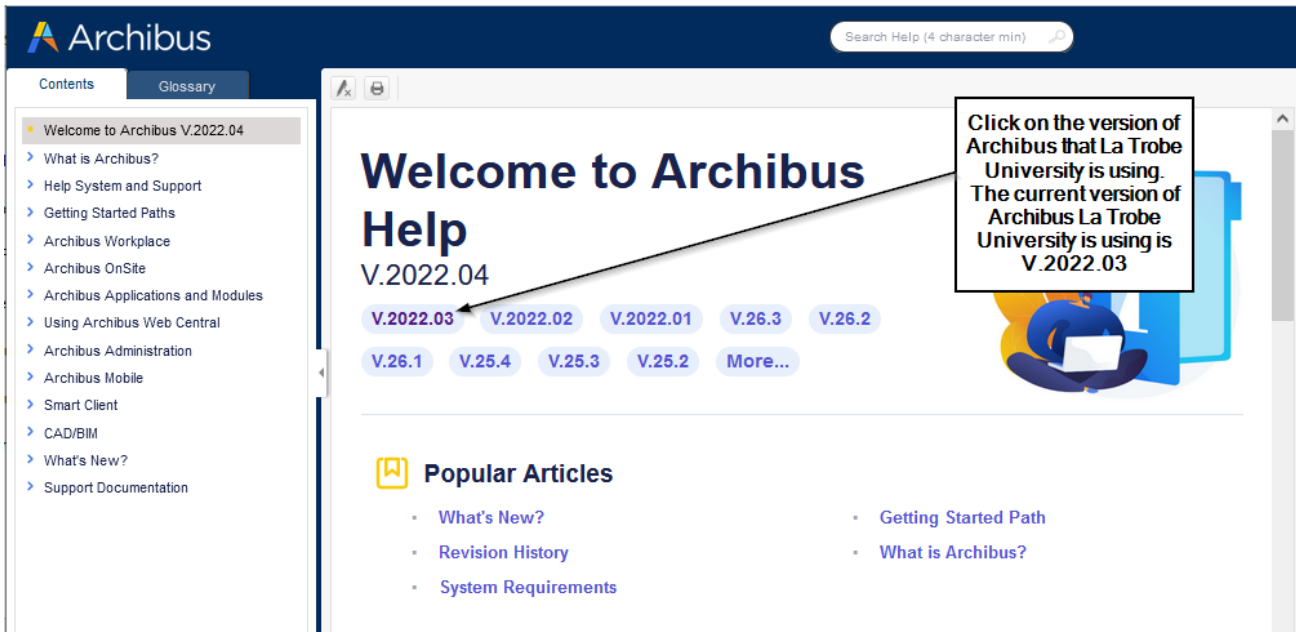 Archibus
Search Help (4 character min)
Contents
Glossary
Welcome to Archibus V.2022.04
What is Archibus?
Help System and Support
Getting Started Paths
Archibus Workplace
Archibus OnSite
Archibus Applications and Modules
Using Archibus Web Central
Archibus Administration
Archibus Mobile
Smart Client
CAD/BIM
What's New?
Support Documentation
Welcome to Archibus
Help
V.2022.04
V.2022.03 V.2022.02 V.2022.01 V.26.3 V.26.2
V.26.1 V.25.4 V.25.3 V.25.2 More...
Click on the version of
Archibus that La Trobe
University is using.
The current version of
Archibus La Trobe
University is using is
V.2022.03
Popular Articles
What's New?
Revision History
System Requirements
Getting Started Path
What is Archibus?